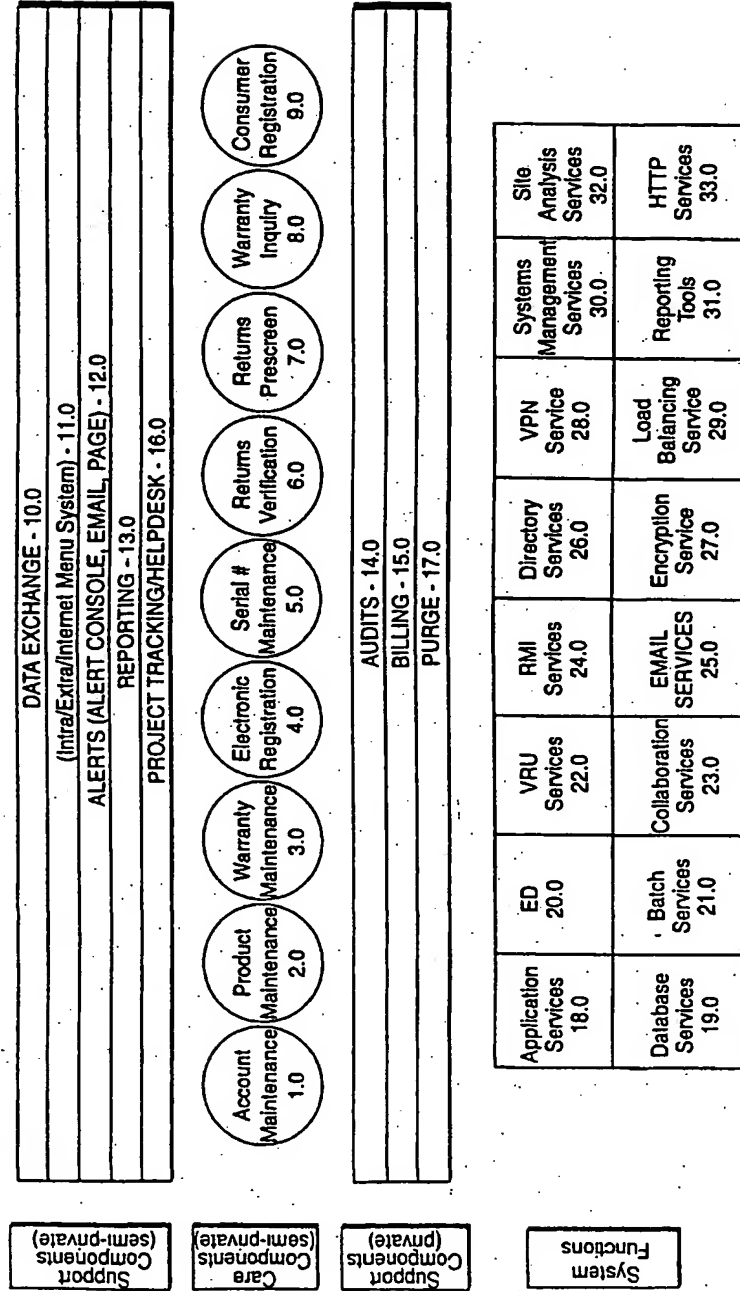 Support
Components
(semi-private)
DATA EXCHANGE - 10.0
(Intra/Extra/Internet Menu System) - 11.0
ALERTS (ALERT CONSOLE, EMAIL, PAGE) - 12.0
REPORTING - 13.0
PROJECT TRACKING/HELPDESK - 16.0
Care
Components
(semi-private)
Account
Maintenance
1.0
Product
Maintenance
2.0
Warranty
Maintenance
3.0
Electronic
Registration
4.0
Serial #
Maintenance
5.0
Returns
Verification
6.0
Returns
Prescreen
7.0
Warranty
Inquiry
8.0
Consumer
Registration
9.0
Support
Components
(private)
AUDITS - 14.0
BILLING - 15.0
PURGE - 17.0
System
Functions
Application
Services
18.0
ED
20.0
VRU
Services
22.0
RMI
Services
24.0
Directory
Services
26.0
VPN
Service
28.0
Systems
Management
Services
30.0
Site
Analysis
Services
32.0
Database
Services
19.0
Batch
Services
21.0
Collaboration
Services
23.0
EMAIL
SERVICES
25.0
Encryption
Service
27.0
Load
Balancing
Service
29.0
Reporting
Tools
31.0
HTTP
Services
33.0